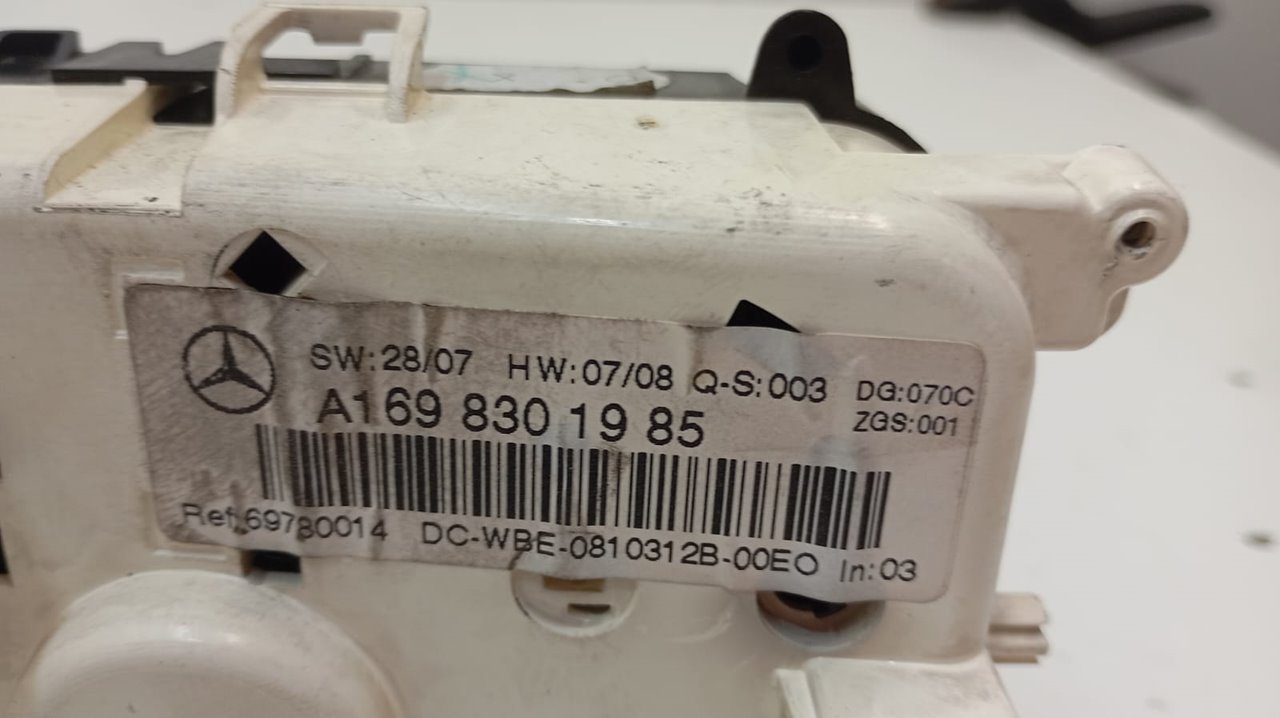 SW:28/07 HW:07/08 Q-S:003 DG:070C
A169 830 19 85 ZGS:001
Ref:69780014 DC-WBE-0810312B-00EO In:03